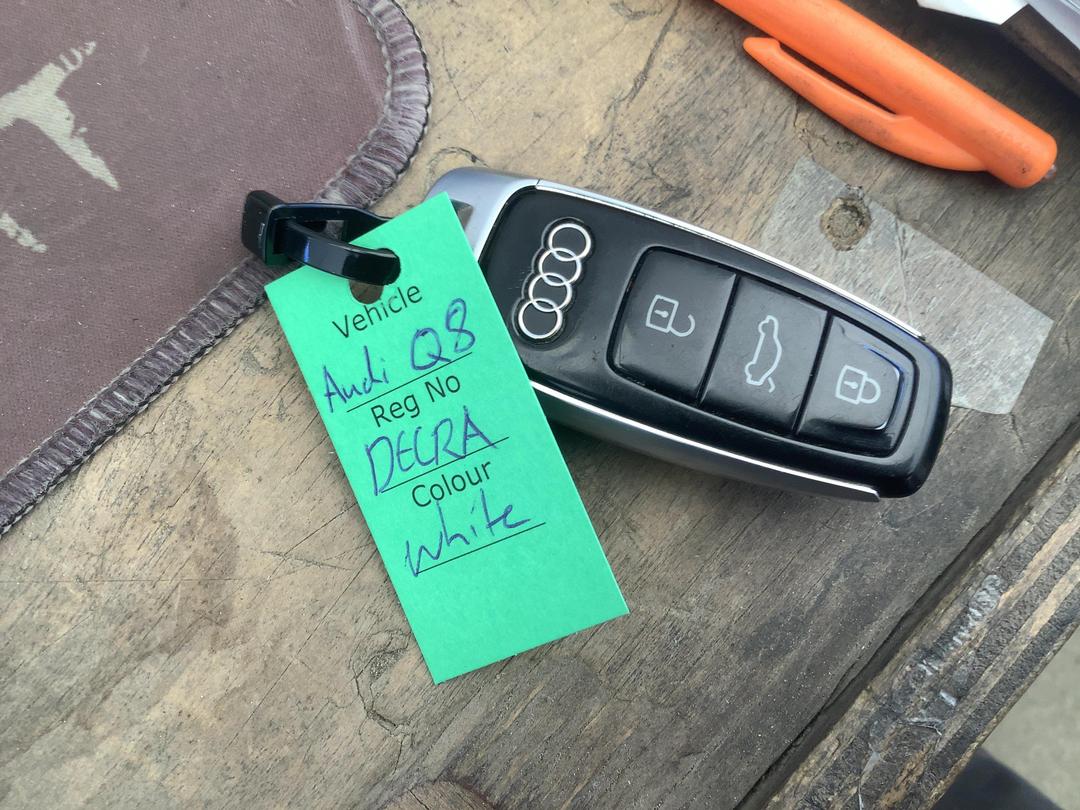 Vehicle
Audi Q8
Reg No
DECRA
Colour
White